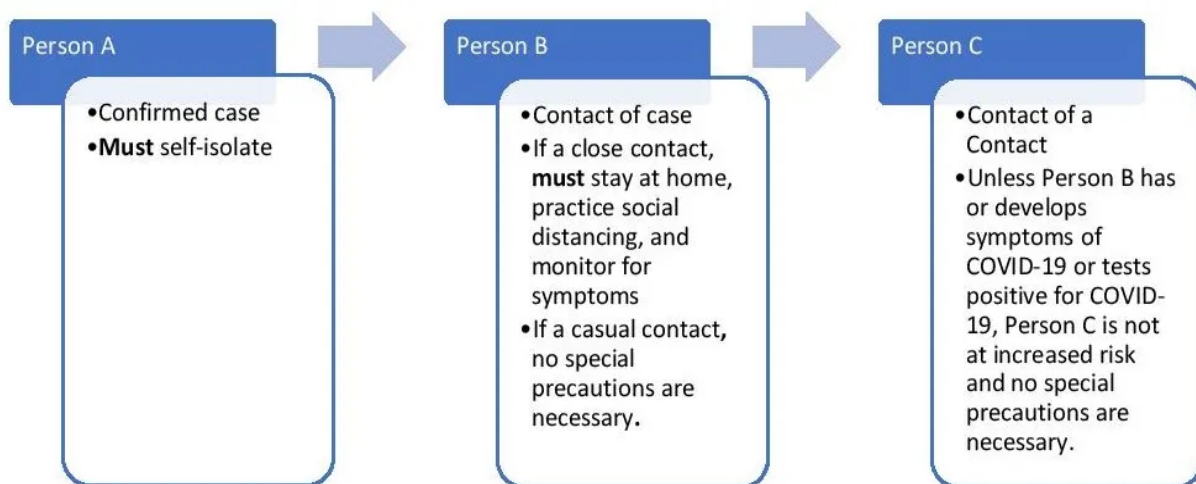 Person A
•Confirmed case
•Must self-isolate
Person B
•Contact of case
•If a close contact,
must stay at home,
practice social
distancing, and
monitor for
symptoms
•If a casual contact,
no special
precautions are
necessary.
Person C
•Contact of a
Contact
•Unless Person B has
or develops
symptoms of
COVID-19 or tests
positive for COVID-
19, Person C is not
at increased risk
and no special
precautions are
necessary.